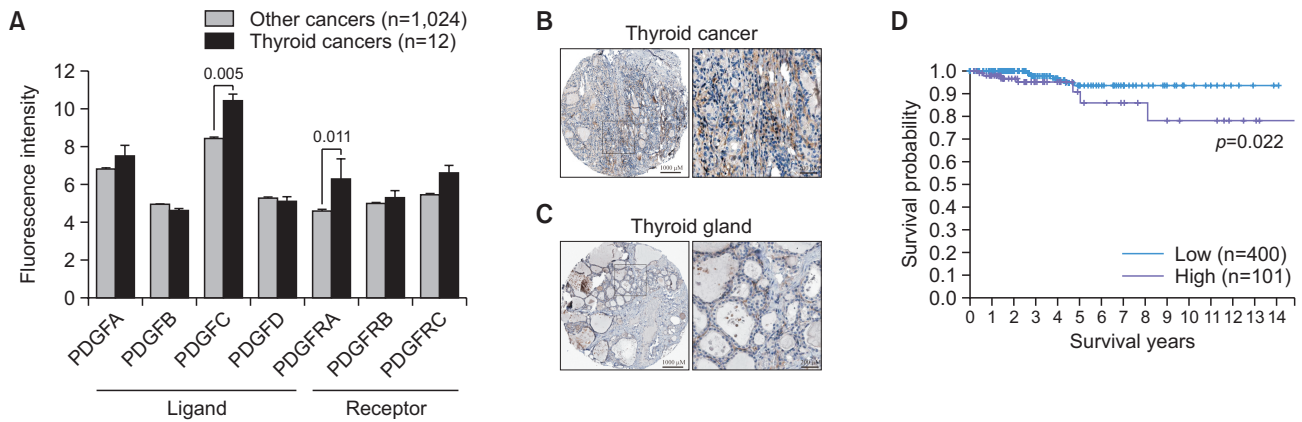 A
Other cancers (n=1,024)
Thyroid cancers (n=12)
Fluorescence intensity
12
10
8
6
4
2
0
0.005
0.011
PDGFA
PDGFB
PDGFC
PDGFD
PDGFRA
PDGFRB
PDGFRC
Ligand
Receptor
B
Thyroid cancer
1000 µM
C
Thyroid gland
1000 µM
D
Survival probability
1.0
0.9
0.8
0.7
0.6
0.5
0.4
0.3
0.2
0.1
0.0
p=0.022
Low (n=400)
High (n=101)
0 1 2 3 4 5 6 7 8 9 10 11 12 13 14
Survival years